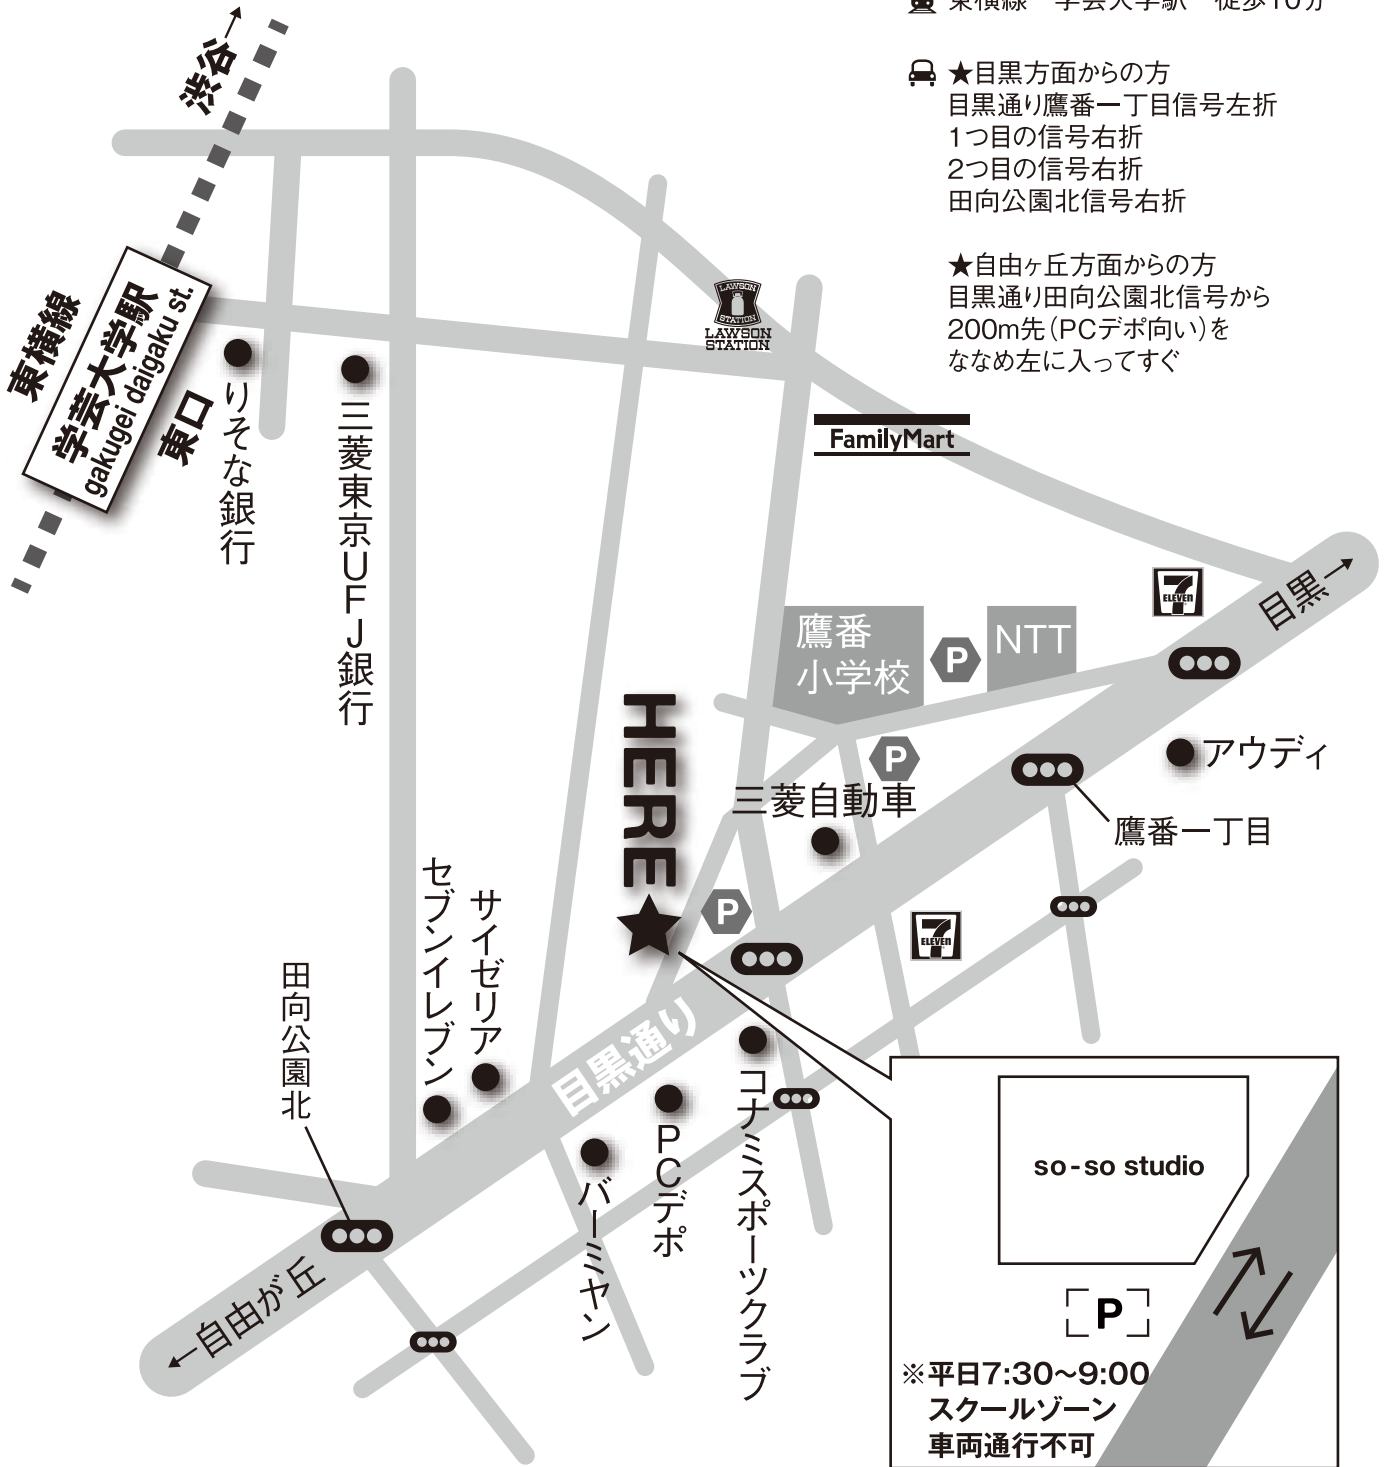 東横線 学芸大学駅 徒歩10分
★目黒方面からの方
目黒通り鷹番一丁目信号左折
1つ目の信号右折
2つ目の信号右折
田向公園北信号右折
★自由ヶ丘方面からの方
目黒通り田向公園北信号から
200m先(PCデポ向い)を
ななめ左に入ってすぐ
渋谷
東横線
学芸大学駅
gakugei daigaku st.
東口
りそな銀行
三菱東京UFJ銀行
LAWSON
STATION
LAWSON
STATION
FamilyMart
7
ELEVEN
目黒→
鷹番
小学校
P
NTT
HERE
P
三菱自動車
アウディ
鷹番一丁目
セブンイレブン
サイゼリア
P
7
ELEVEN
田向公園北
目黒通り
コナミスポーツクラブ
PCデポ
バーミヤン
←自由が丘
so-so studio
P
※平日7:30〜9:00
スクールゾーン
車両通行不可